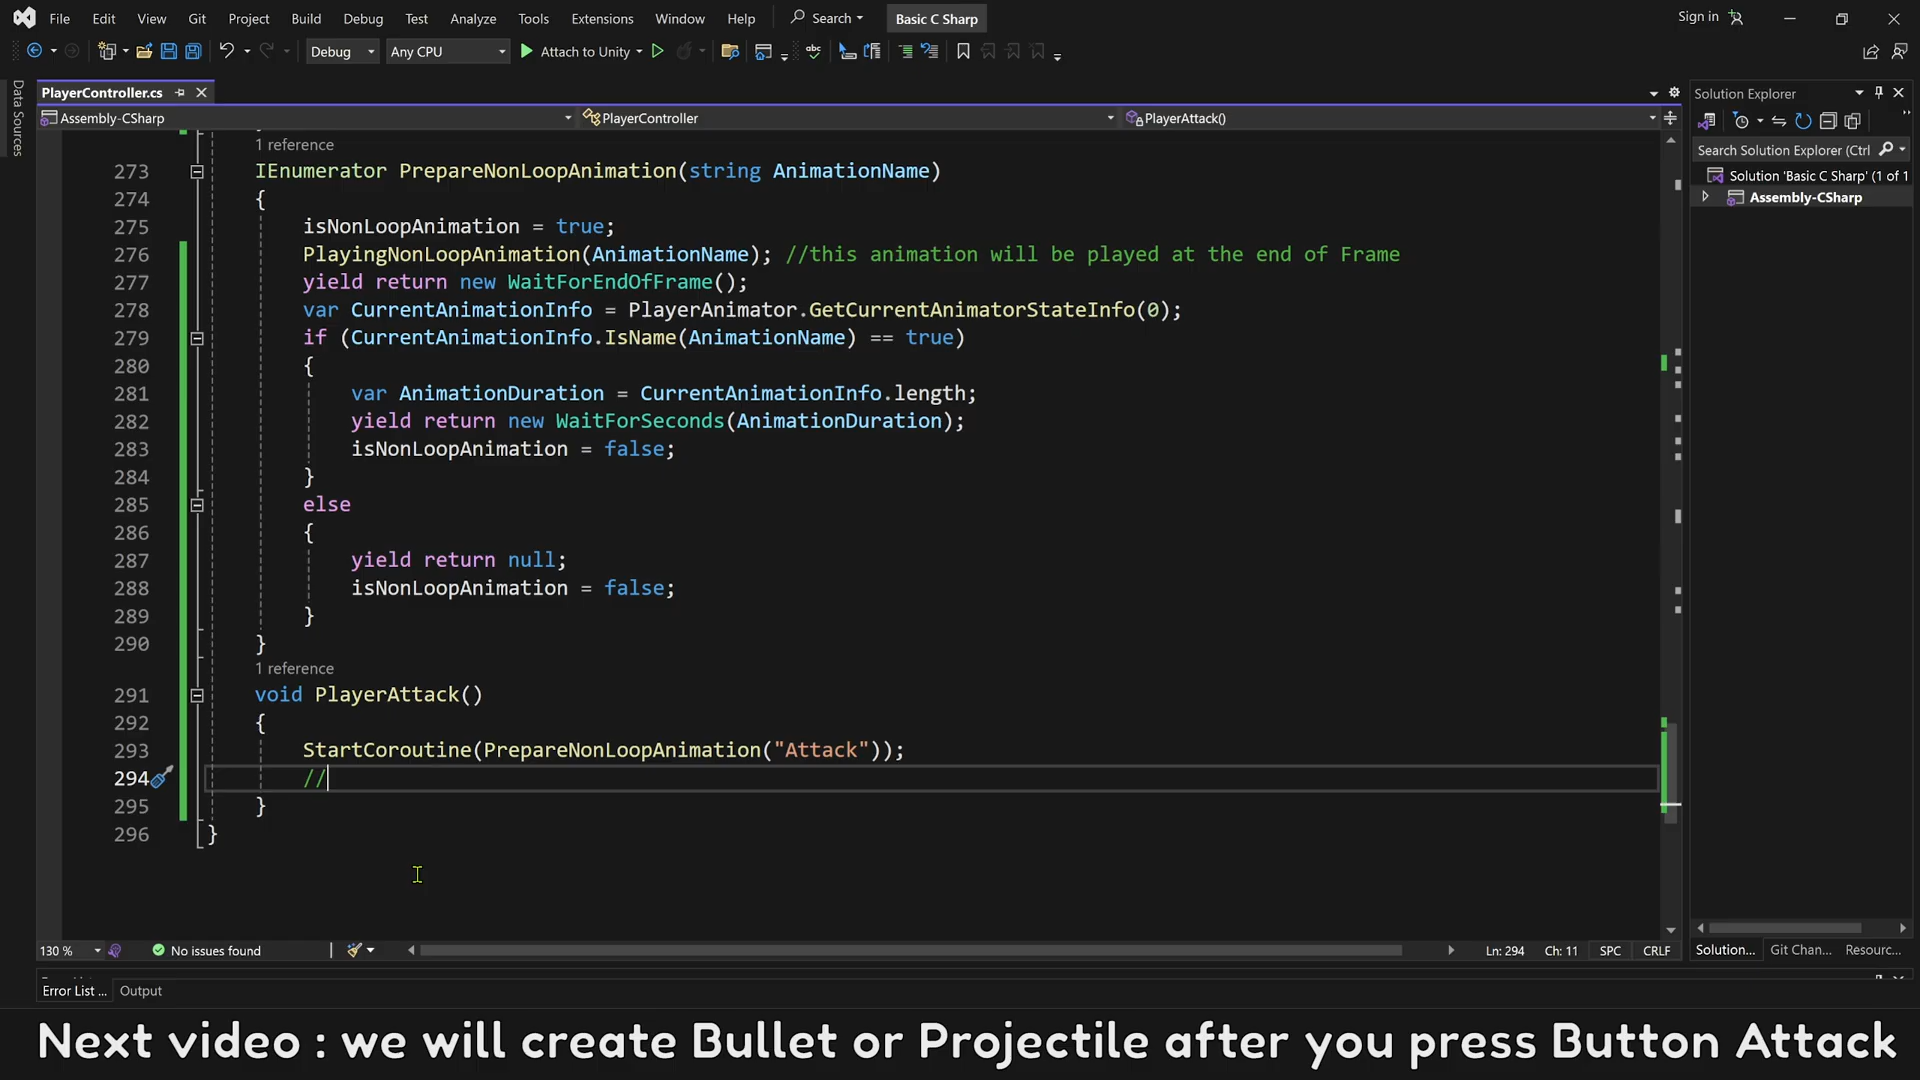 File Edit View Git Project Build Debug Test Analyze Tools Extensions Window Help Search Basic C Sharp Sign in
Debug Any CPU Attach to Unity
Data Sources
PlayerController.cs
Assembly-CSharp PlayerController PlayerAttack()
1 reference
273 IEnumerator PrepareNonLoopAnimation(string AnimationName)
274 {
275 isNonLoopAnimation = true;
276 PlayingNonLoopAnimation(AnimationName); //this animation will be played at the end of Frame
277 yield return new WaitForEndOfFrame();
278 var CurrentAnimationInfo = PlayerAnimator.GetCurrentAnimatorStateInfo(0);
279 if (CurrentAnimationInfo.IsName(AnimationName) == true)
280 {
281 var AnimationDuration = CurrentAnimationInfo.length;
282 yield return new WaitForSeconds(AnimationDuration);
283 isNonLoopAnimation = false;
284 }
285 else
286 {
287 yield return null;
288 isNonLoopAnimation = false;
289 }
290 }
1 reference
291 void PlayerAttack()
292 {
293 StartCoroutine(PrepareNonLoopAnimation("Attack"));
294 //
295 }
296 }
130 % No issues found Ln: 294 Ch: 11 SPC CRLF
Error List ... Output
Solution Explorer
Search Solution Explorer (Ctrl
Solution 'Basic C Sharp' (1 of 1
Assembly-CSharp
Solution... Git Chan... Resourc...
Next video : we will create Bullet or Projectile after you press Button Attack